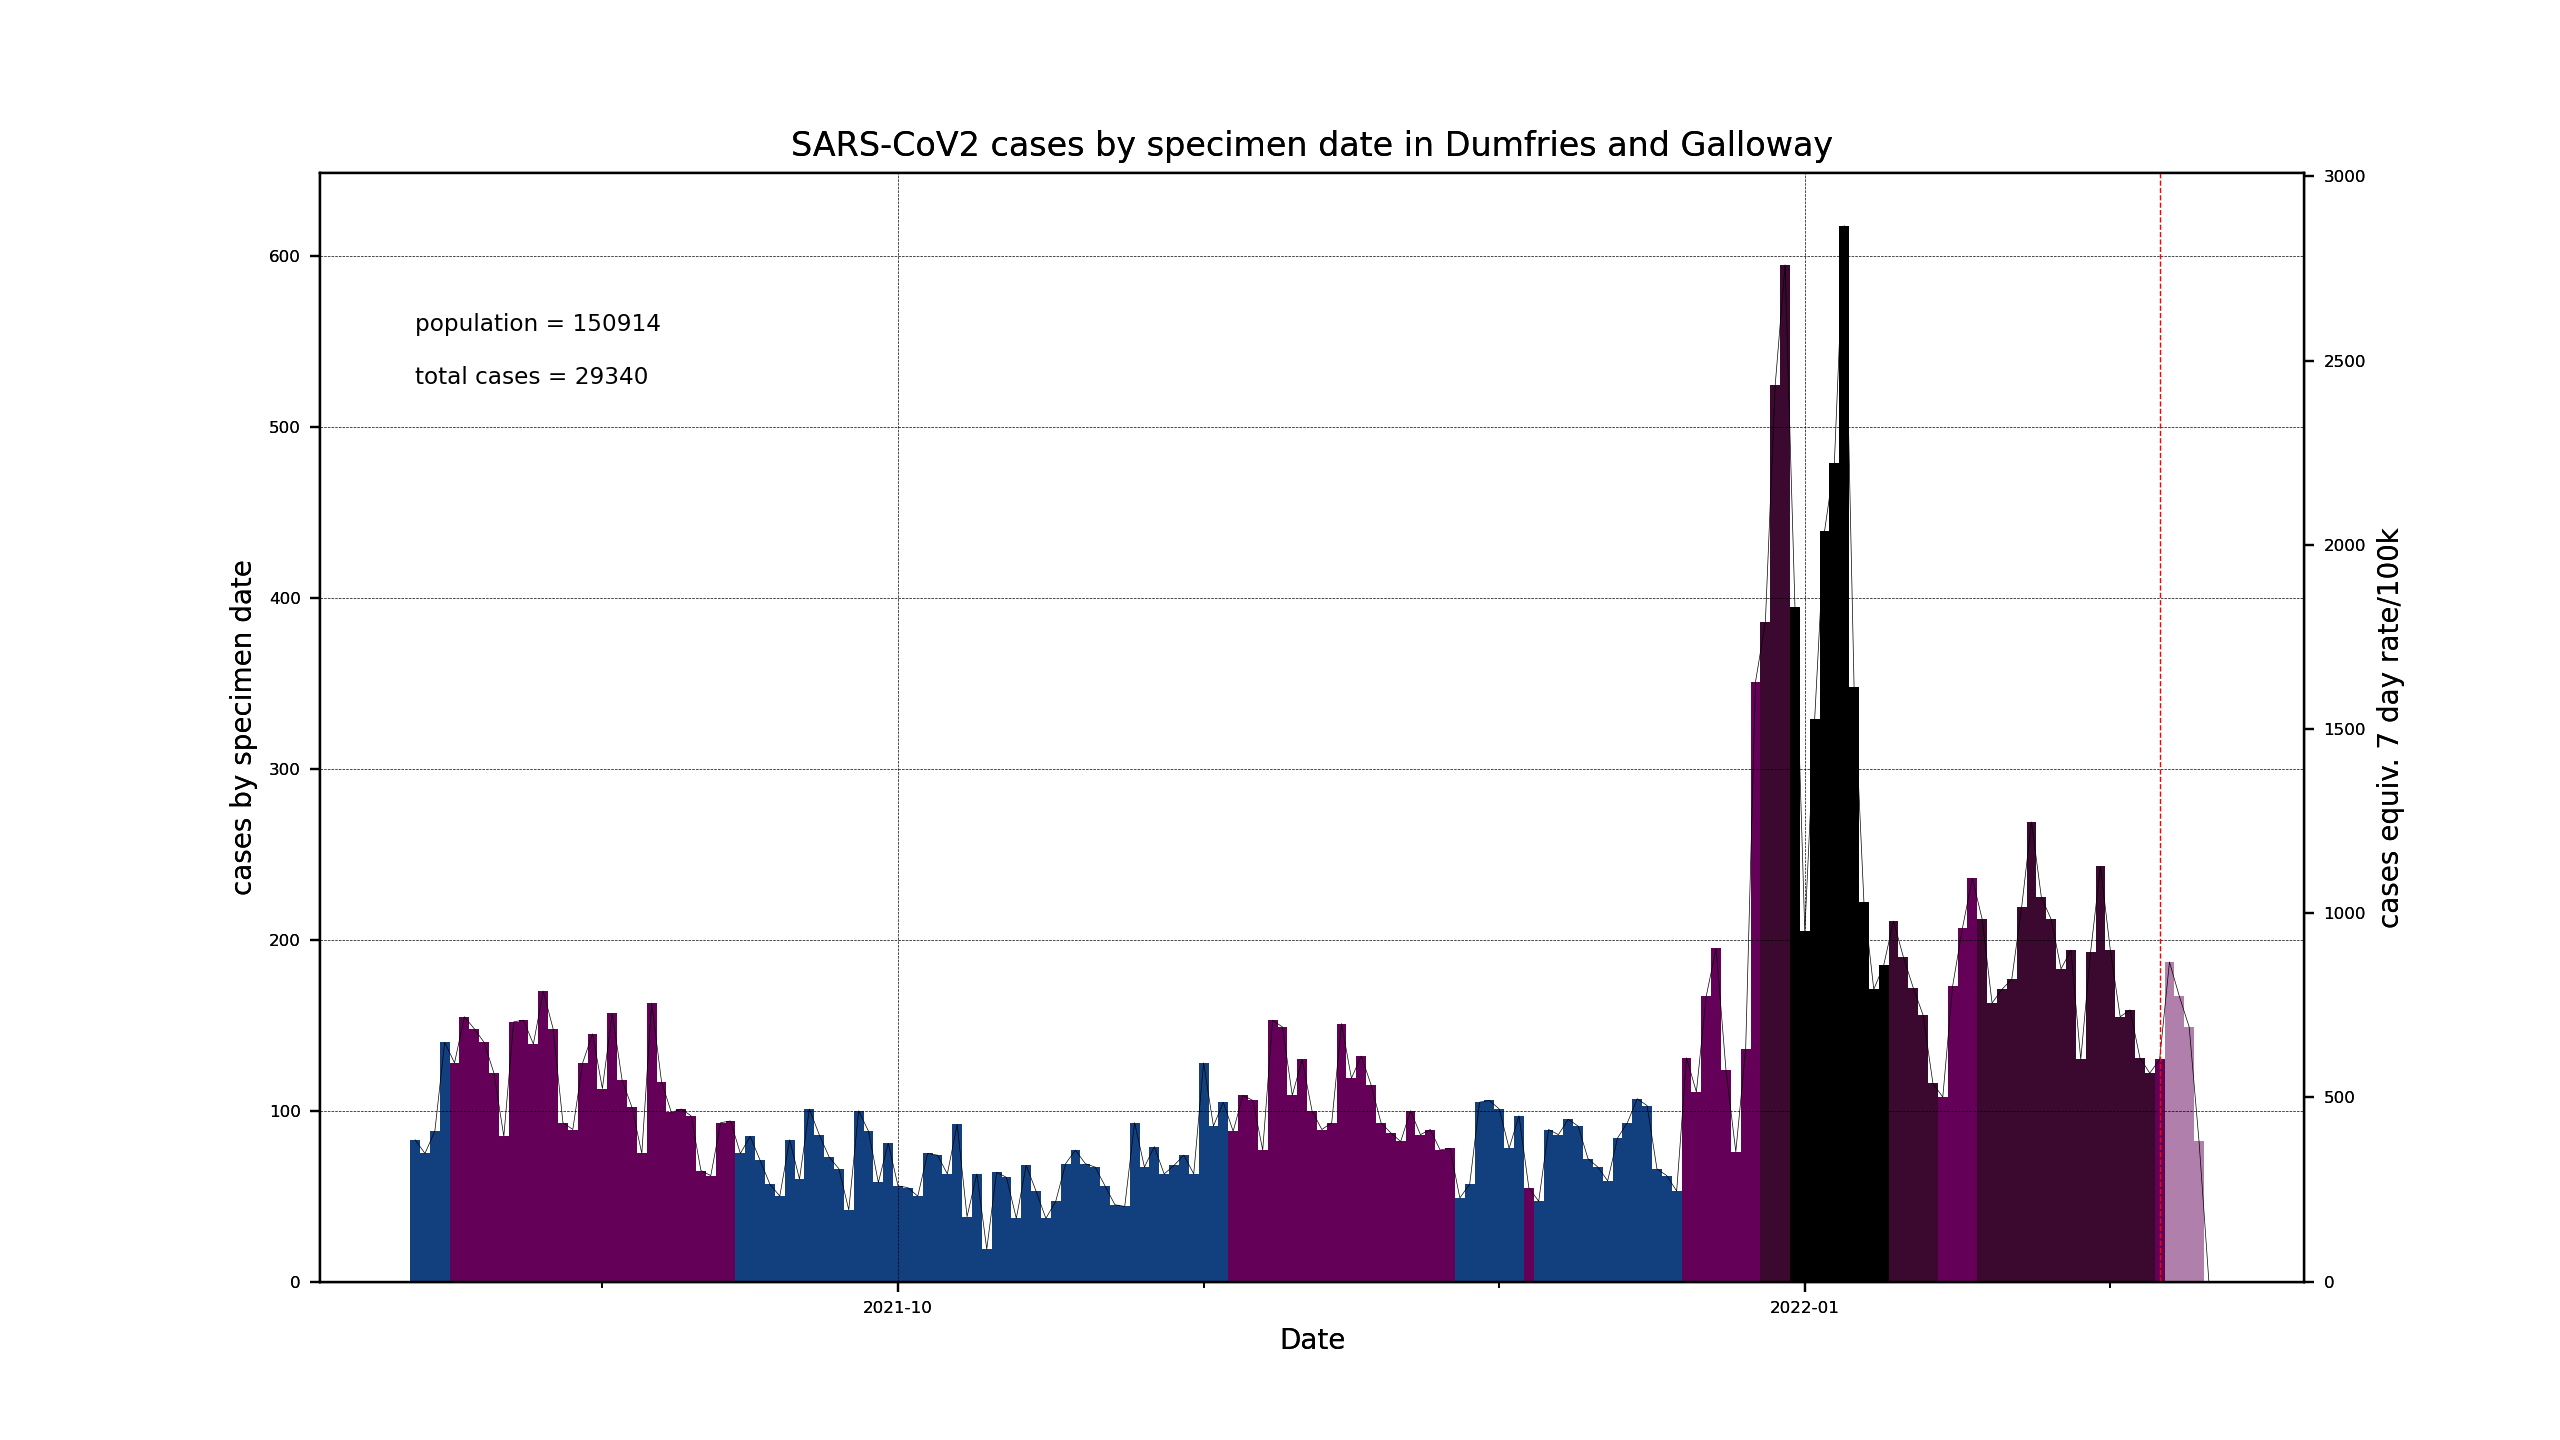 SARS-CoV2 cases by specimen date in Dumfries and Galloway
population = 150914
total cases = 29340
cases by specimen date
600
500
400
300
200
100
0
3000
2500
2000
1500
1000
500
0
cases equiv. 7 day rate/100k
2021-10
2022-01
Date